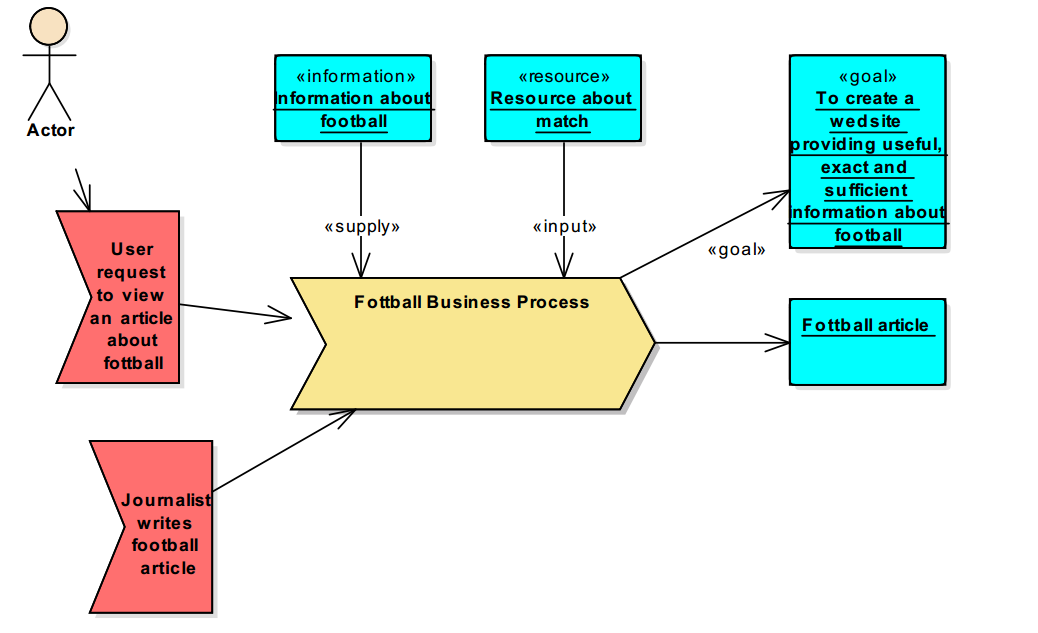 Actor
«information»
Information about
football
«resource»
Resource about
match
«goal»
To create a
wedsite
providing useful,
exact and
sufficient
information about
football
«supply»
«input»
«goal»
User
request
to view
an article
about
fottball
Fottball Business Process
Fottball article
Journalist
writes
football
article